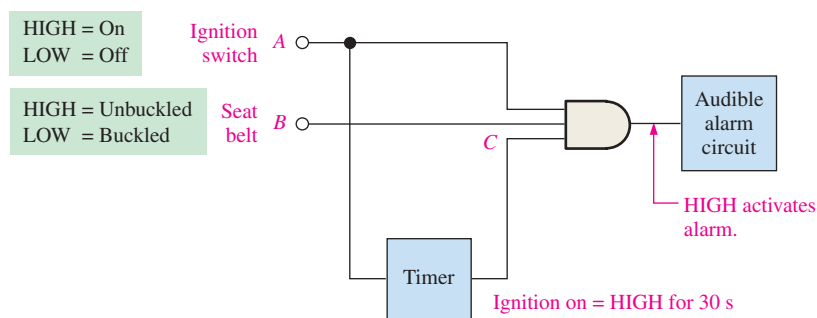 HIGH = On
LOW = Off
Ignition
switch
A
HIGH = Unbuckled
LOW = Buckled
Seat
belt
B
C
Audible
alarm
circuit
HIGH activates
alarm.
Timer
Ignition on = HIGH for 30 s